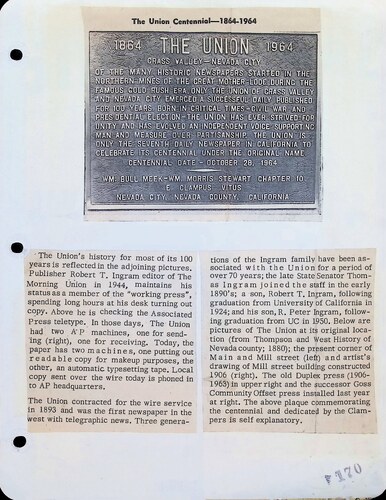 The Union Centennial—1864-1964
1864 THE UNION 1964
GRASS VALLEY – NEVADA CITY
OF THE MANY HISTORIC NEWSPAPERS STARTED IN THE
NORTHERN MINES OF THE GREAT MOTHER LODE DURING THE
FAMOUS GOLD RUSH ERA, ONLY THE UNION OF GRASS VALLEY
AND NEVADA CITY EMERGED A SUCCESSFUL DAILY PUBLISHED
FOR 100 YEARS. BORN IN CRITICAL TIMES – CIVIL WAR AND
PRESIDENTIAL ELECTION – THE UNION HAS EVER STRIVED FOR
UNITY AND HAS EVOLVED AN INDEPENDENT VOICE SUPPORTING
MAN AND MEASURE OVER PARTISANSHIP. THE UNION IS
ONLY THE SEVENTH DAILY NEWSPAPER IN CALIFORNIA TO
CELEBRATE ITS CENTENNIAL UNDER THE ORIGINAL NAME.
CENTENNIAL DATE – OCTOBER 28, 1964
WM. BULL MEEK – WM. MORRIS STEWART CHAPTER 10
E CLAMPUS VITUS
NEVADA CITY, NEVADA COUNTY, CALIFORNIA
The Union's history for most of its 100
years is reflected in the adjoining pictures.
Publisher Robert T. Ingram editor of The
Morning Union in 1944, maintains his
status as a member of the "working press",
spending long hours at his desk turning out
copy. Above he is checking the Associated
Press teletype. In those days, The Union
had two AP machines, one for send-
ing (right), one for receiving. Today, the
paper has two machines, one putting out
readable copy for makeup purposes, the
other, an automatic typesetting tape. Local
copy sent over the wire today is phoned in
to AP headquarters.
The Union contracted for the wire service
in 1893 and was the first newspaper in the
west with telegraphic news. Three genera-
tions of the Ingram family have been as-
sociated with the Union for a period of
over 70 years; the late State Senator Thom-
as Ingram joined the staff in the early
1890's; a son, Robert T. Ingram, following
graduation from University of California in
1924; and his son, R. Peter Ingram, follow-
ing graduation from UC in 1950. Below are
pictures of The Union at its original loca-
tion (from Thompson and West History of
Nevada county; 1880); the present corner of
Main and Mill street (left) and artist's
drawing of Mill street building constructed
1906 (right). The old Duplex press (1906-
1963) in upper right and the successor Goss
Community Offset press installed last year
at right. The above plaque commemorating
the centennial and dedicated by the Clam-
pers is self explanatory.
170